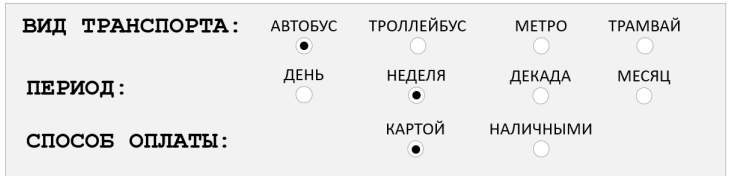 ВИД ТРАНСПОРТА: АВТОБУС ТРОЛЛЕЙБУС МЕТРО ТРАМВАЙ
ПЕРИОД: ДЕНЬ НЕДЕЛЯ ДЕКАДА МЕСЯЦ
СПОСОБ ОПЛАТЫ: КАРТОЙ НАЛИЧНЫМИ